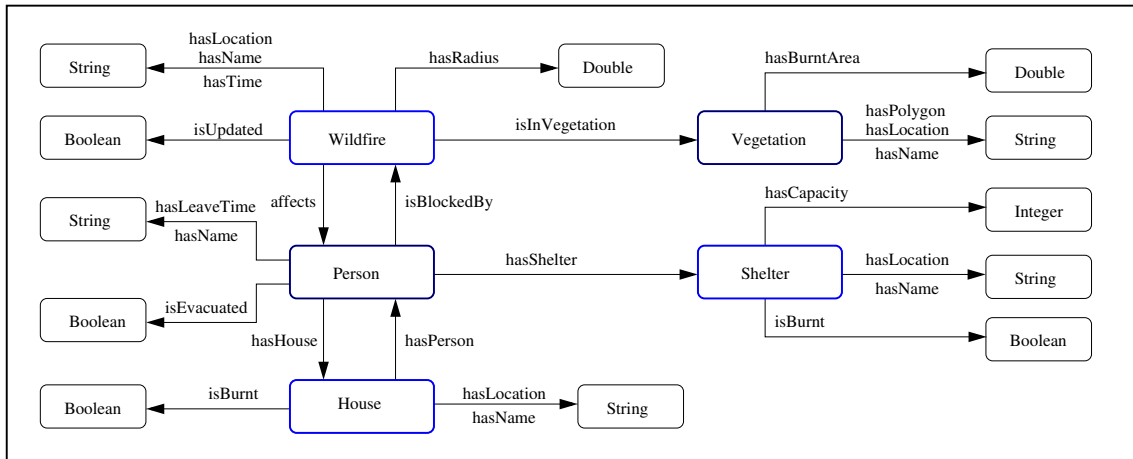 hasLocation
hasName
hasTime
String
hasRadius
Double
hasBurntArea
Double
Boolean
isUpdated
Wildfire
isInVegetation
Vegetation
hasPolygon
hasLocation
hasName
String
affects
isBlockedBy
String
hasLeaveTime
hasName
hasCapacity
Integer
Person
hasShelter
Shelter
hasLocation
hasName
String
Boolean
isEvacuated
isBurnt
Boolean
hasHouse
hasPerson
Boolean
isBurnt
House
hasLocation
hasName
String